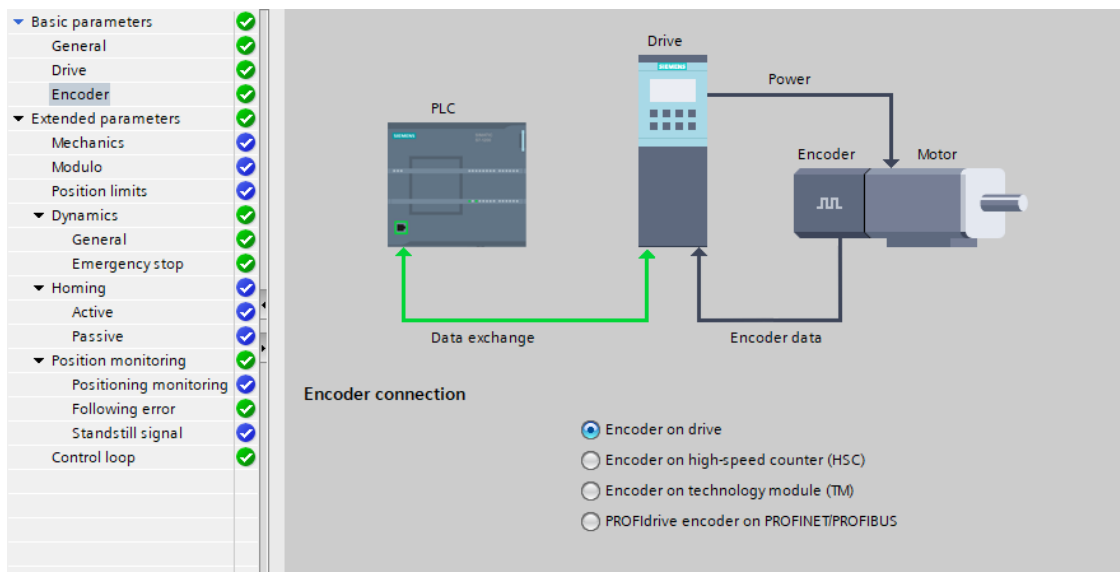 Basic parameters
General
Drive
Encoder
Extended parameters
Mechanics
Modulo
Position limits
Dynamics
General
Emergency stop
Homing
Active
Passive
Position monitoring
Positioning monitoring
Following error
Standstill signal
Control loop
Drive
SIEMENS
Power
PLC
SIEMENS
Encoder
Motor
Data exchange
Encoder data
Encoder connection
Encoder on drive
Encoder on high-speed counter (HSC)
Encoder on technology module (TM)
PROFIdrive encoder on PROFINET/PROFIBUS